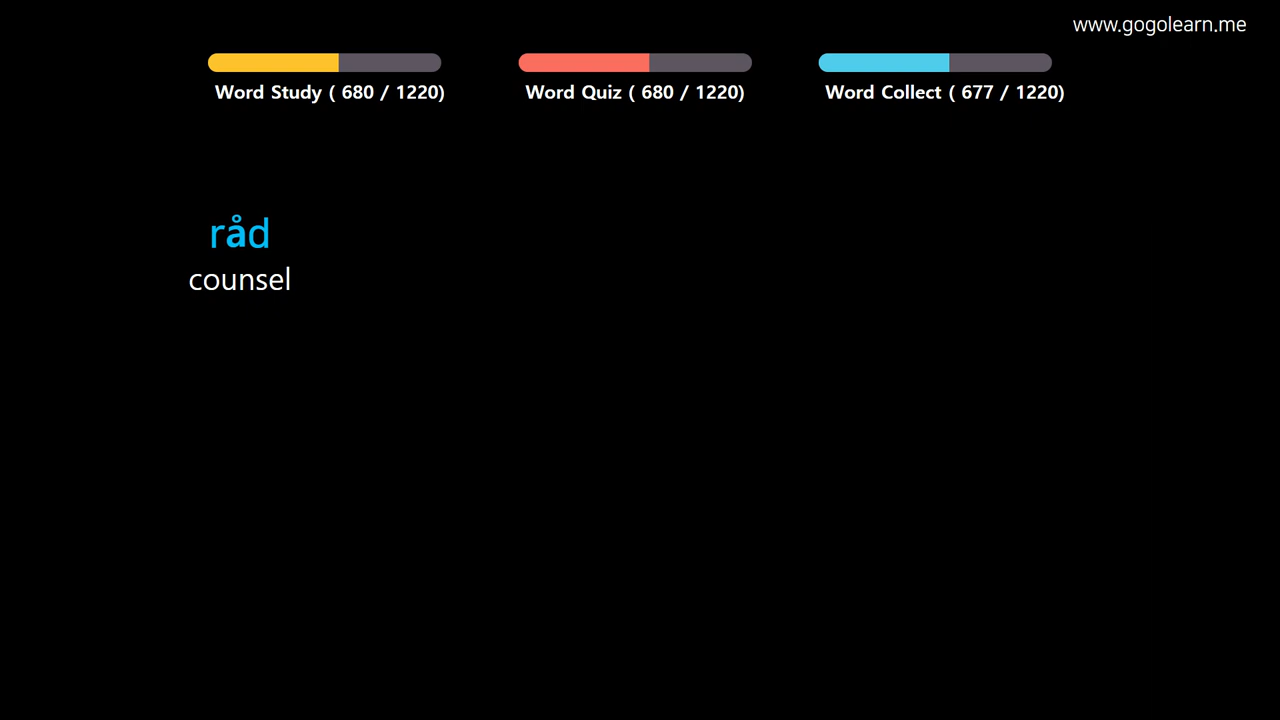 www.gogolearn.me
Word Study ( 680 / 1220)
Word Quiz ( 680 / 1220)
Word Collect ( 677 / 1220)
råd
counsel